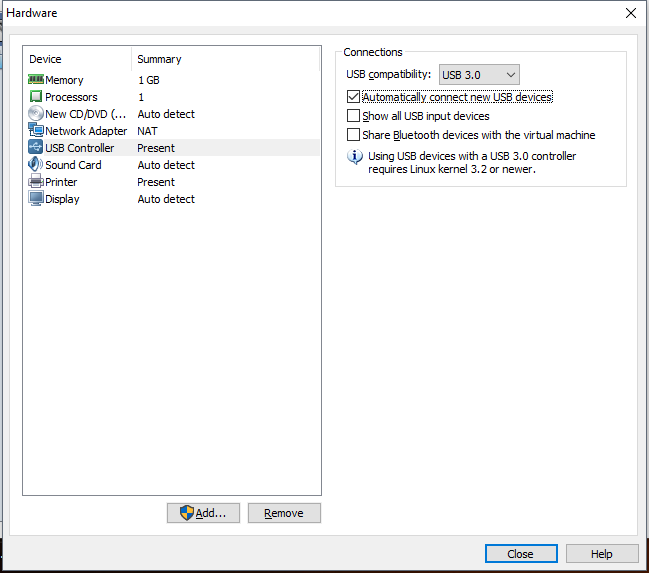 Hardware
Device Summary
Memory 1 GB
Processors 1
New CD/DVD (... Auto detect
Network Adapter NAT
USB Controller Present
Sound Card Auto detect
Printer Present
Display Auto detect
Add... Remove
Connections
USB compatibility: USB 3.0
Automatically connect new USB devices
Show all USB input devices
Share Bluetooth devices with the virtual machine
Using USB devices with a USB 3.0 controller
requires Linux kernel 3.2 or newer.
Close Help